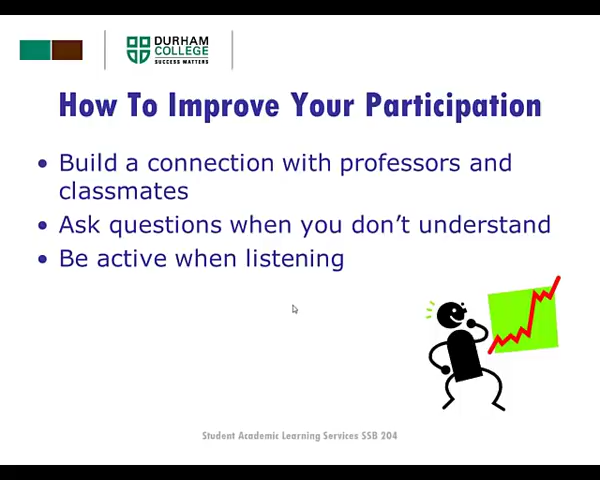 DURHAM
COLLEGE
SUCCESS MATTERS
How To Improve Your Participation
• Build a connection with professors and
classmates
• Ask questions when you don't understand
• Be active when listening
Student Academic Learning Services SSB 204